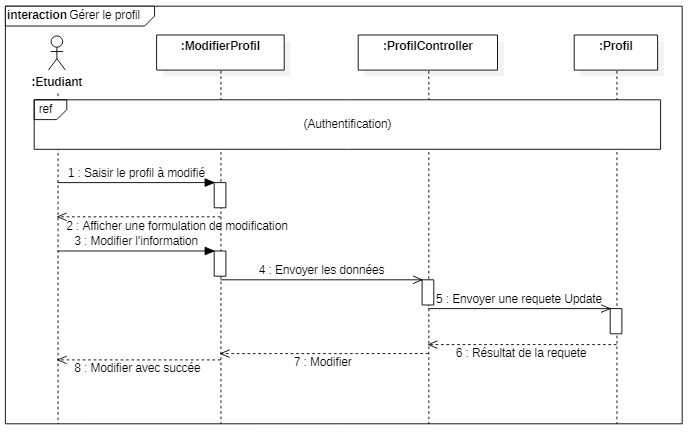 interaction Gérer le profil
:Etudiant
:ModifierProfil
:ProfilController
:Profil
ref
(Authentification)
1 : Saisir le profil à modifié
2 : Afficher une formulation de modification
3 : Modifier l'information
4 : Envoyer les données
5 : Envoyer une requete Update
6 : Résultat de la requete
7 : Modifier
8 : Modifier avec succée